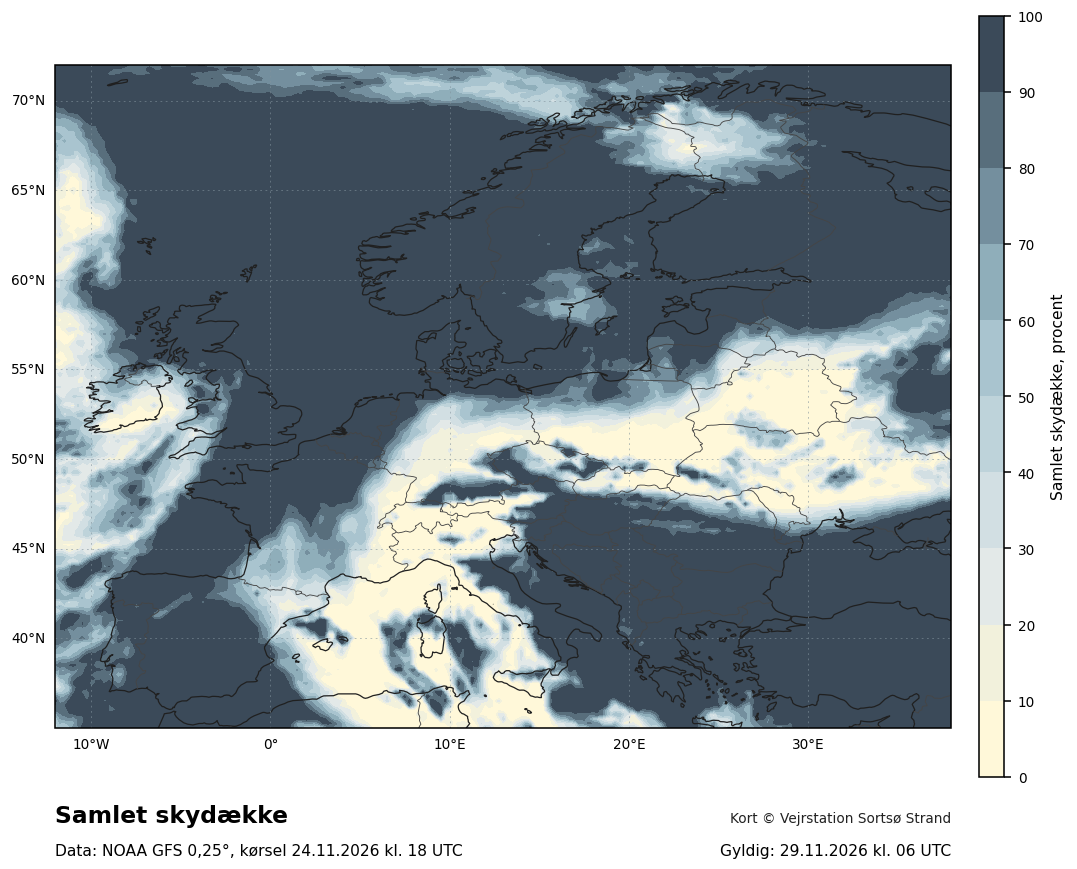 70°N
65°N
60°N
55°N
50°N
45°N
40°N
10°W
0°
10°E
20°E
30°E
100
90
80
70
60
50
40
30
20
10
0
Samlet skydække, procent
Samlet skydække
Kort © Vejrstation Sortsø Strand
Data: NOAA GFS 0,25°, kørsel 24.11.2026 kl. 18 UTC
Gyldig: 29.11.2026 kl. 06 UTC